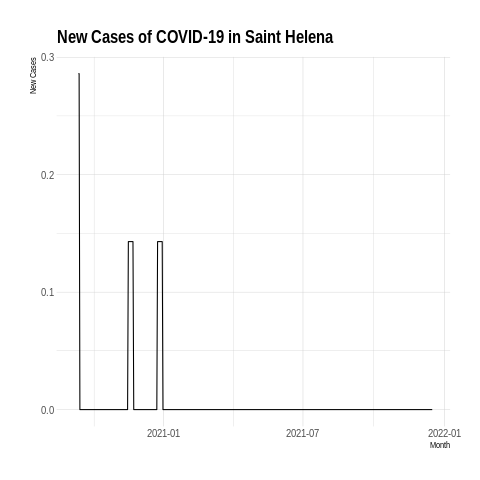 New Cases of COVID-19 in Saint Helena
New Cases
0.3
0.2
0.1
0.0
2021-01
2021-07
2022-01
Month